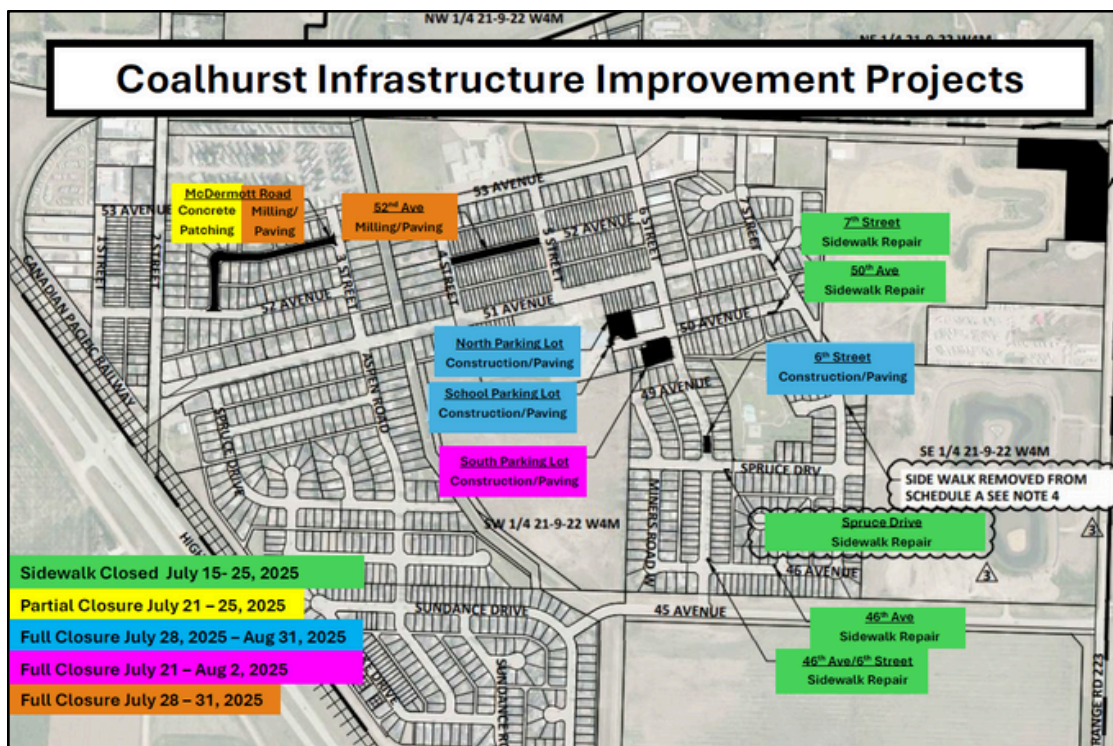 NW 1/4 21-9-22 W4M
NE 1/4 21-9-22 W4M
Coalhurst Infrastructure Improvement Projects
McDermott Road
Concrete
Patching
Milling/
Paving
52nd Ave
Milling/Paving
53 AVENUE
53 AVENUE
1 STREET
2 STREET
3 STREET
4 STREET
5 STREET
52 AVENUE
6 STREET
7 STREET
7th Street
Sidewalk Repair
50th Ave
Sidewalk Repair
CANADIAN PACIFIC RAILWAY
52 AVENUE
51 AVENUE
50 AVENUE
North Parking Lot
Construction/Paving
6th Street
Construction/Paving
School Parking Lot
Construction/Paving
49 AVENUE
ASPEN ROAD
SPRUCE DRIVE
South Parking Lot
Construction/Paving
SPRUCE DRV
SE 1/4 21-9-22 W4M
SIDE WALK REMOVED FROM
SCHEDULE A SEE NOTE 4
SW 1/4 21-9-22 W4M
MINERS ROAD W
Spruce Drive
Sidewalk Repair
3
3
46 AVENUE
Sidewalk Closed July 15- 25, 2025
Partial Closure July 21 – 25, 2025
Full Closure July 28, 2025 – Aug 31, 2025
Full Closure July 21 – Aug 2, 2025
Full Closure July 28 – 31, 2025
SUNDANCE DRIVE
45 AVENUE
46th Ave
Sidewalk Repair
46th Ave/6th Street
Sidewalk Repair
DRIVE
SUNDANCE
RANGE RD 223